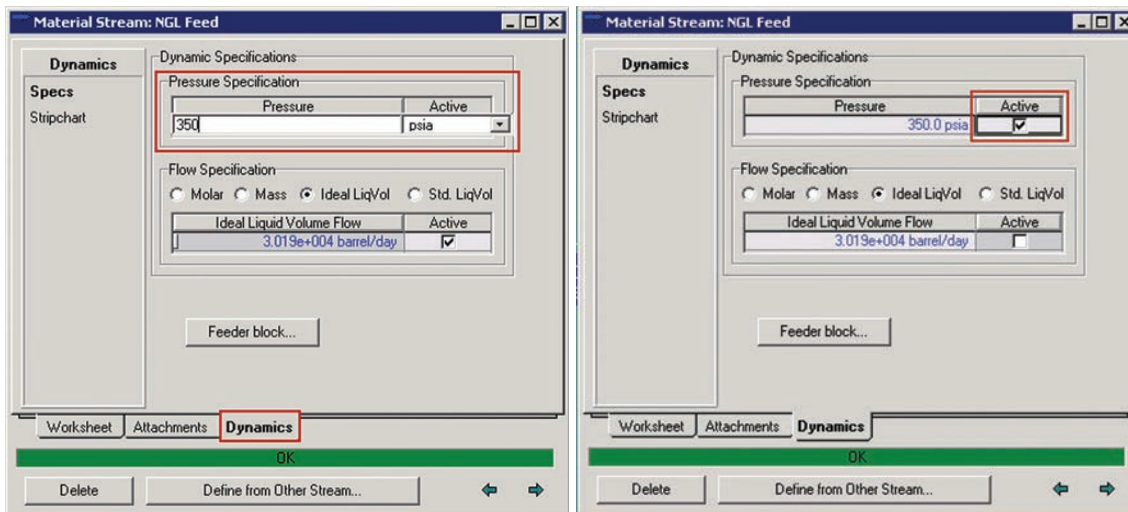 Material Stream: NGL Feed
Dynamics
Specs
Stripchart
Dynamic Specifications
Pressure Specification
Pressure Active
350 psia
Flow Specification
Molar Mass Ideal LiqVol Std. LiqVol
Ideal Liquid Volume Flow Active
3.019e+004 barrel/day
Feeder block...
Worksheet Attachments Dynamics
OK
Delete Define from Other Stream...
Material Stream: NGL Feed
Dynamics
Specs
Stripchart
Dynamic Specifications
Pressure Specification
Pressure Active
350.0 psia
Flow Specification
Molar Mass Ideal LiqVol Std. LiqVol
Ideal Liquid Volume Flow Active
3.019e+004 barrel/day
Feeder block...
Worksheet Attachments Dynamics
OK
Delete Define from Other Stream...